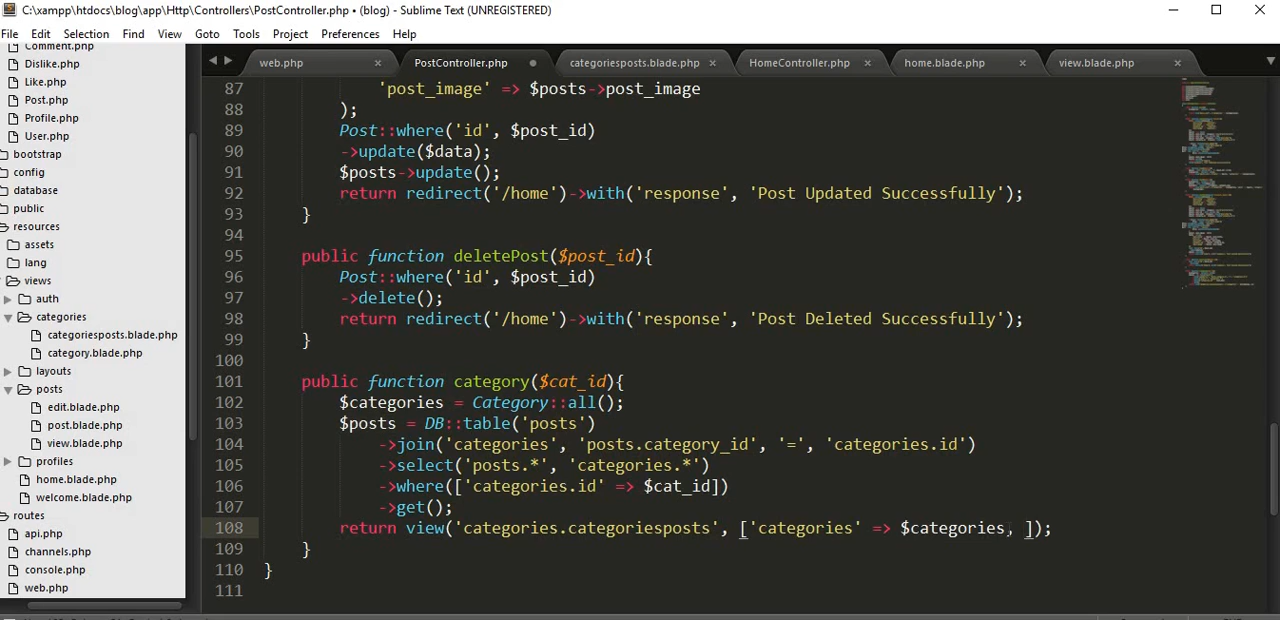 C:\xampp\htdocs\blog\app\Http\Controllers\PostController.php • (blog) - Sublime Text (UNREGISTERED)
File Edit Selection Find View Goto Tools Project Preferences Help
Comment.php
Dislike.php
Like.php
Post.php
Profile.php
User.php
bootstrap
config
database
public
resources
assets
lang
views
auth
categories
categoriesposts.blade.php
category.blade.php
layouts
posts
edit.blade.php
post.blade.php
view.blade.php
profiles
home.blade.php
welcome.blade.php
routes
api.php
channels.php
console.php
web.php
web.php PostController.php categoriesposts.php HomeController.php home.blade.php view.blade.php
87 'post_image' => $posts->post_image
88 );
89 Post::where('id', $post_id)
90 ->update($data);
91 $posts->update();
92 return redirect('/home')->with('response', 'Post Updated Successfully');
93 }
94
95 public function deletePost($post_id){
96 Post::where('id', $post_id)
97 ->delete();
98 return redirect('/home')->with('response', 'Post Deleted Successfully');
99 }
100
101 public function category($cat_id){
102 $categories = Category::all();
103 $posts = DB::table('posts')
104 ->join('categories', 'posts.category_id', '=', 'categories.id')
105 ->select('posts.*', 'categories.*')
106 ->where(['categories.id' => $cat_id])
107 ->get();
108 return view('categories.categoriesposts', ['categories' => $categories, ]);
109 }
110 }
111